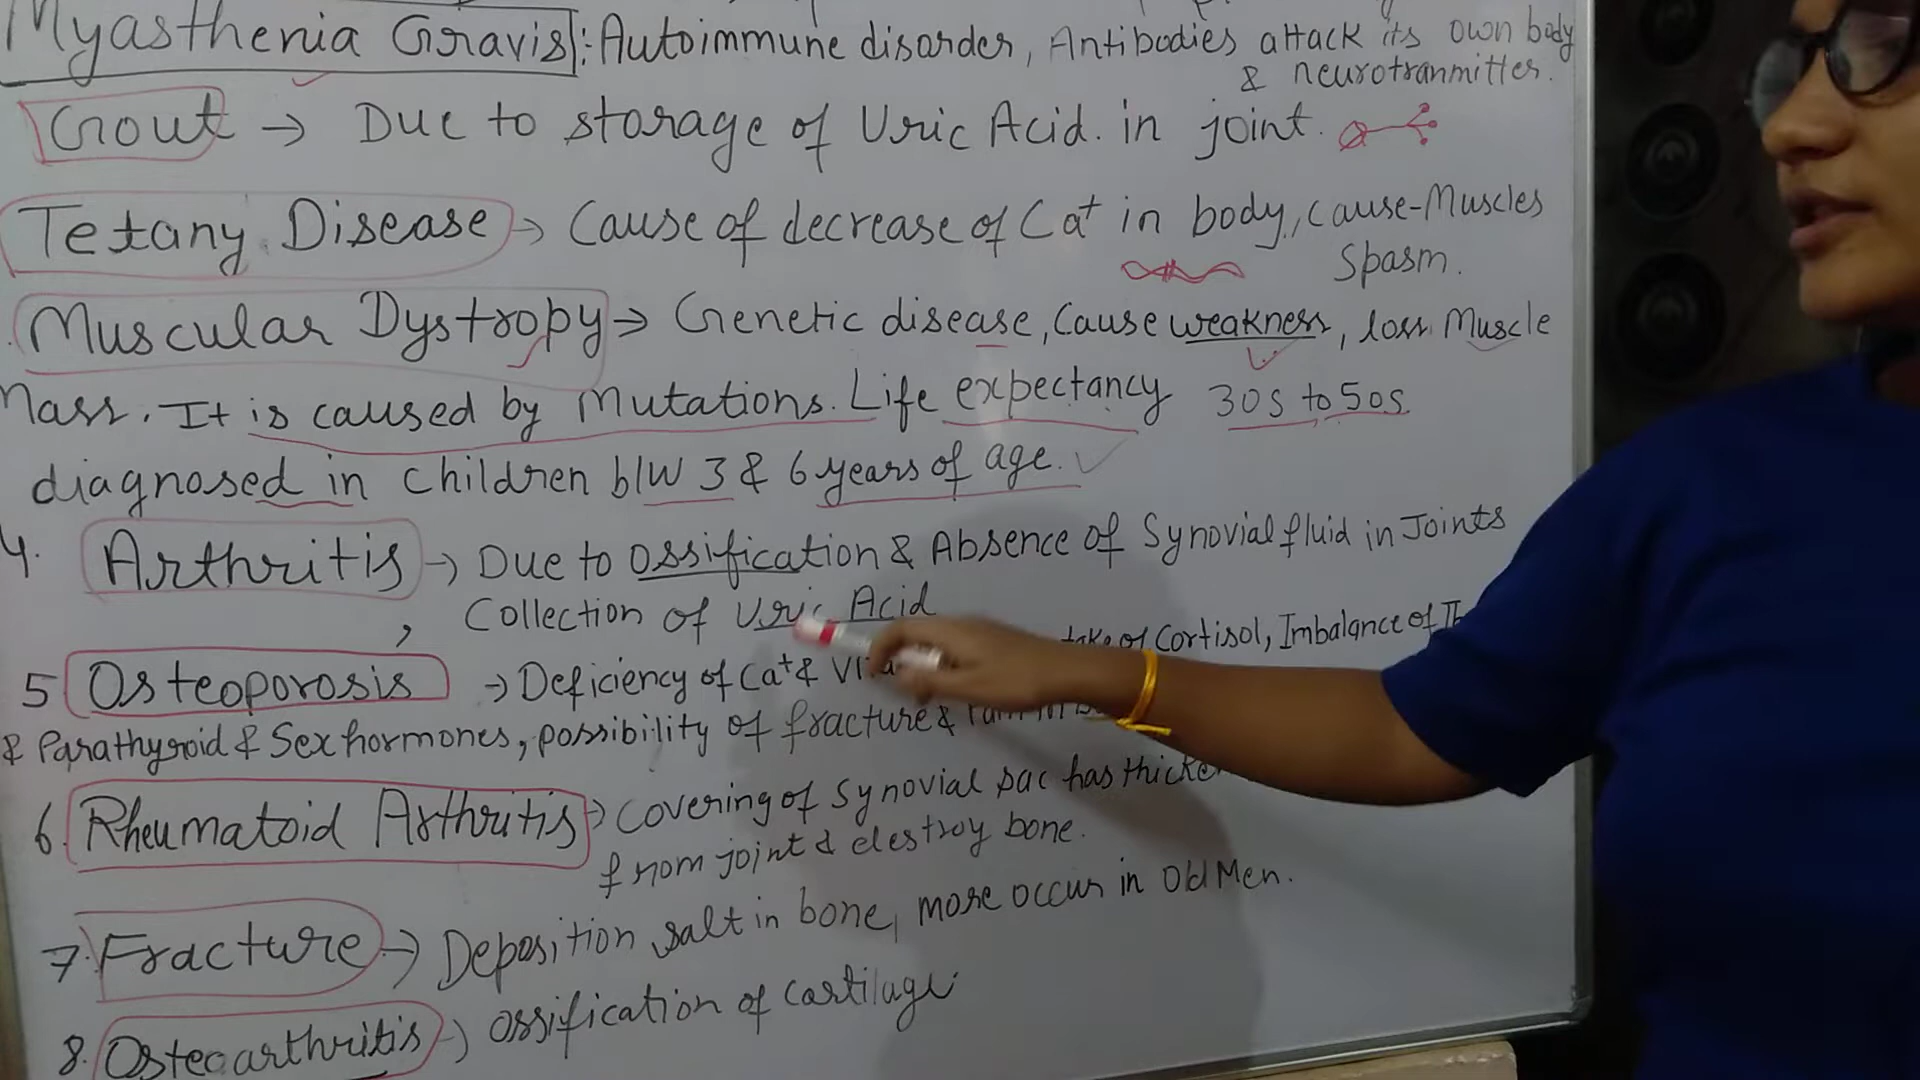 Myasthenia Gravis : Autoimmune disorder, Antibodies attack its own body
& neurotranmitter.
Gout → Due to storage of Uric Acid. in joint.
Tetany Disease → Cause of decrease of Ca+ in body, cause-Muscles
Spasm.
Muscular Dystropy → Genetic disease, Cause weakness, loss Muscle
Mass. It is caused by Mutations. Life expectancy 30s to 50s
diagnosed in children b/w 3 & 6 years of age.
4. Arthritis → Due to Ossification & Absence of Synovial fluid in Joints
, Collection of Uric Acid
5 Osteoporosis → Deficiency of Ca+ & of Cortisol, Imbalance of
& Parathyroid & Sex hormones, possibility of fracture &
6. Rheumatoid Arthritis → Covering of Synovial sac has
from joint & destroy bone.
7. Fracture → Deposition salt in bone, more occur in Old Men.
8. Osteoarthritis → Ossification of cartilage